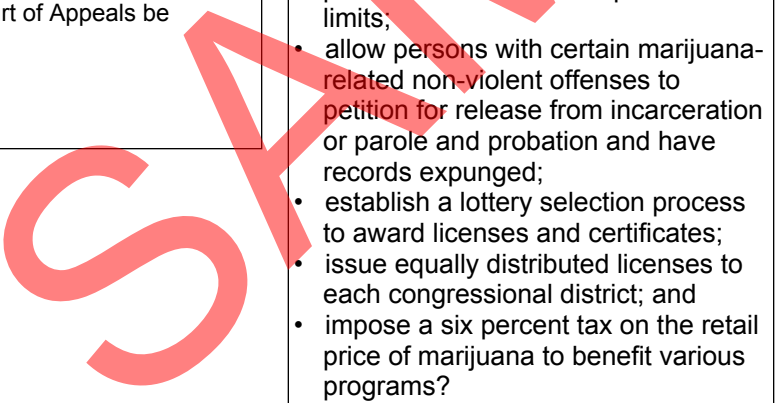 rt of Appeals be
limits;
• allow persons with certain marijuana-
related non-violent offenses to
petition for release from incarceration
or parole and probation and have
records expunged;
• establish a lottery selection process
to award licenses and certificates;
• issue equally distributed licenses to
each congressional district; and
• impose a six percent tax on the retail
price of marijuana to benefit various
programs?
SA